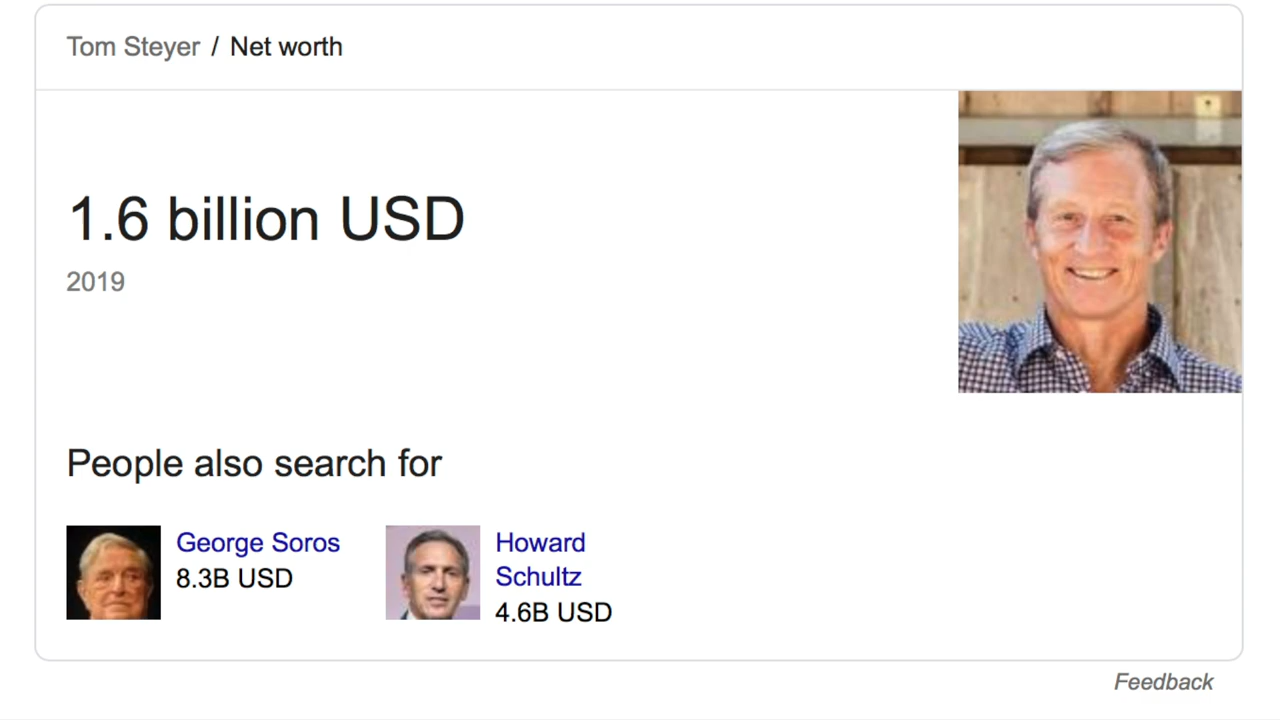 Tom Steyer / Net worth
1.6 billion USD
2019
People also search for
George Soros
8.3B USD
Howard
Schultz
4.6B USD
Feedback